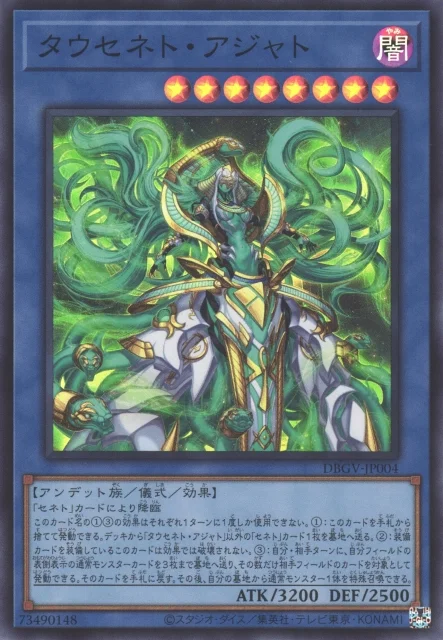 タウセネト・アジャト
闇
DBGV-JP004
【アンデット族／儀式／効果】
「セネト」カードにより降臨
このカード名の①③の効果はそれぞれ1ターンに1度しか使用できない。①：このカードを手札から
捨て発動できる。デッキから「タウセネト・アジャト」以外の「セネト」カード1枚を墓地へ送る。②：装備
カードを装備しているこのカードは効果では破壊されない。③：自分・相手ターンに、自分フィールドの
表側表示の通常モンスターカードを3枚まで墓地へ送り、その数だけ相手フィールドのカードを対象として
発動できる。そのカードを手札に戻す。その後、自分の墓地から通常モンスター1体を特殊召喚できる。
ATK/3200 DEF/2500
73490148
©スタジオ・ダイス／集英社・テレビ東京・KONAMI